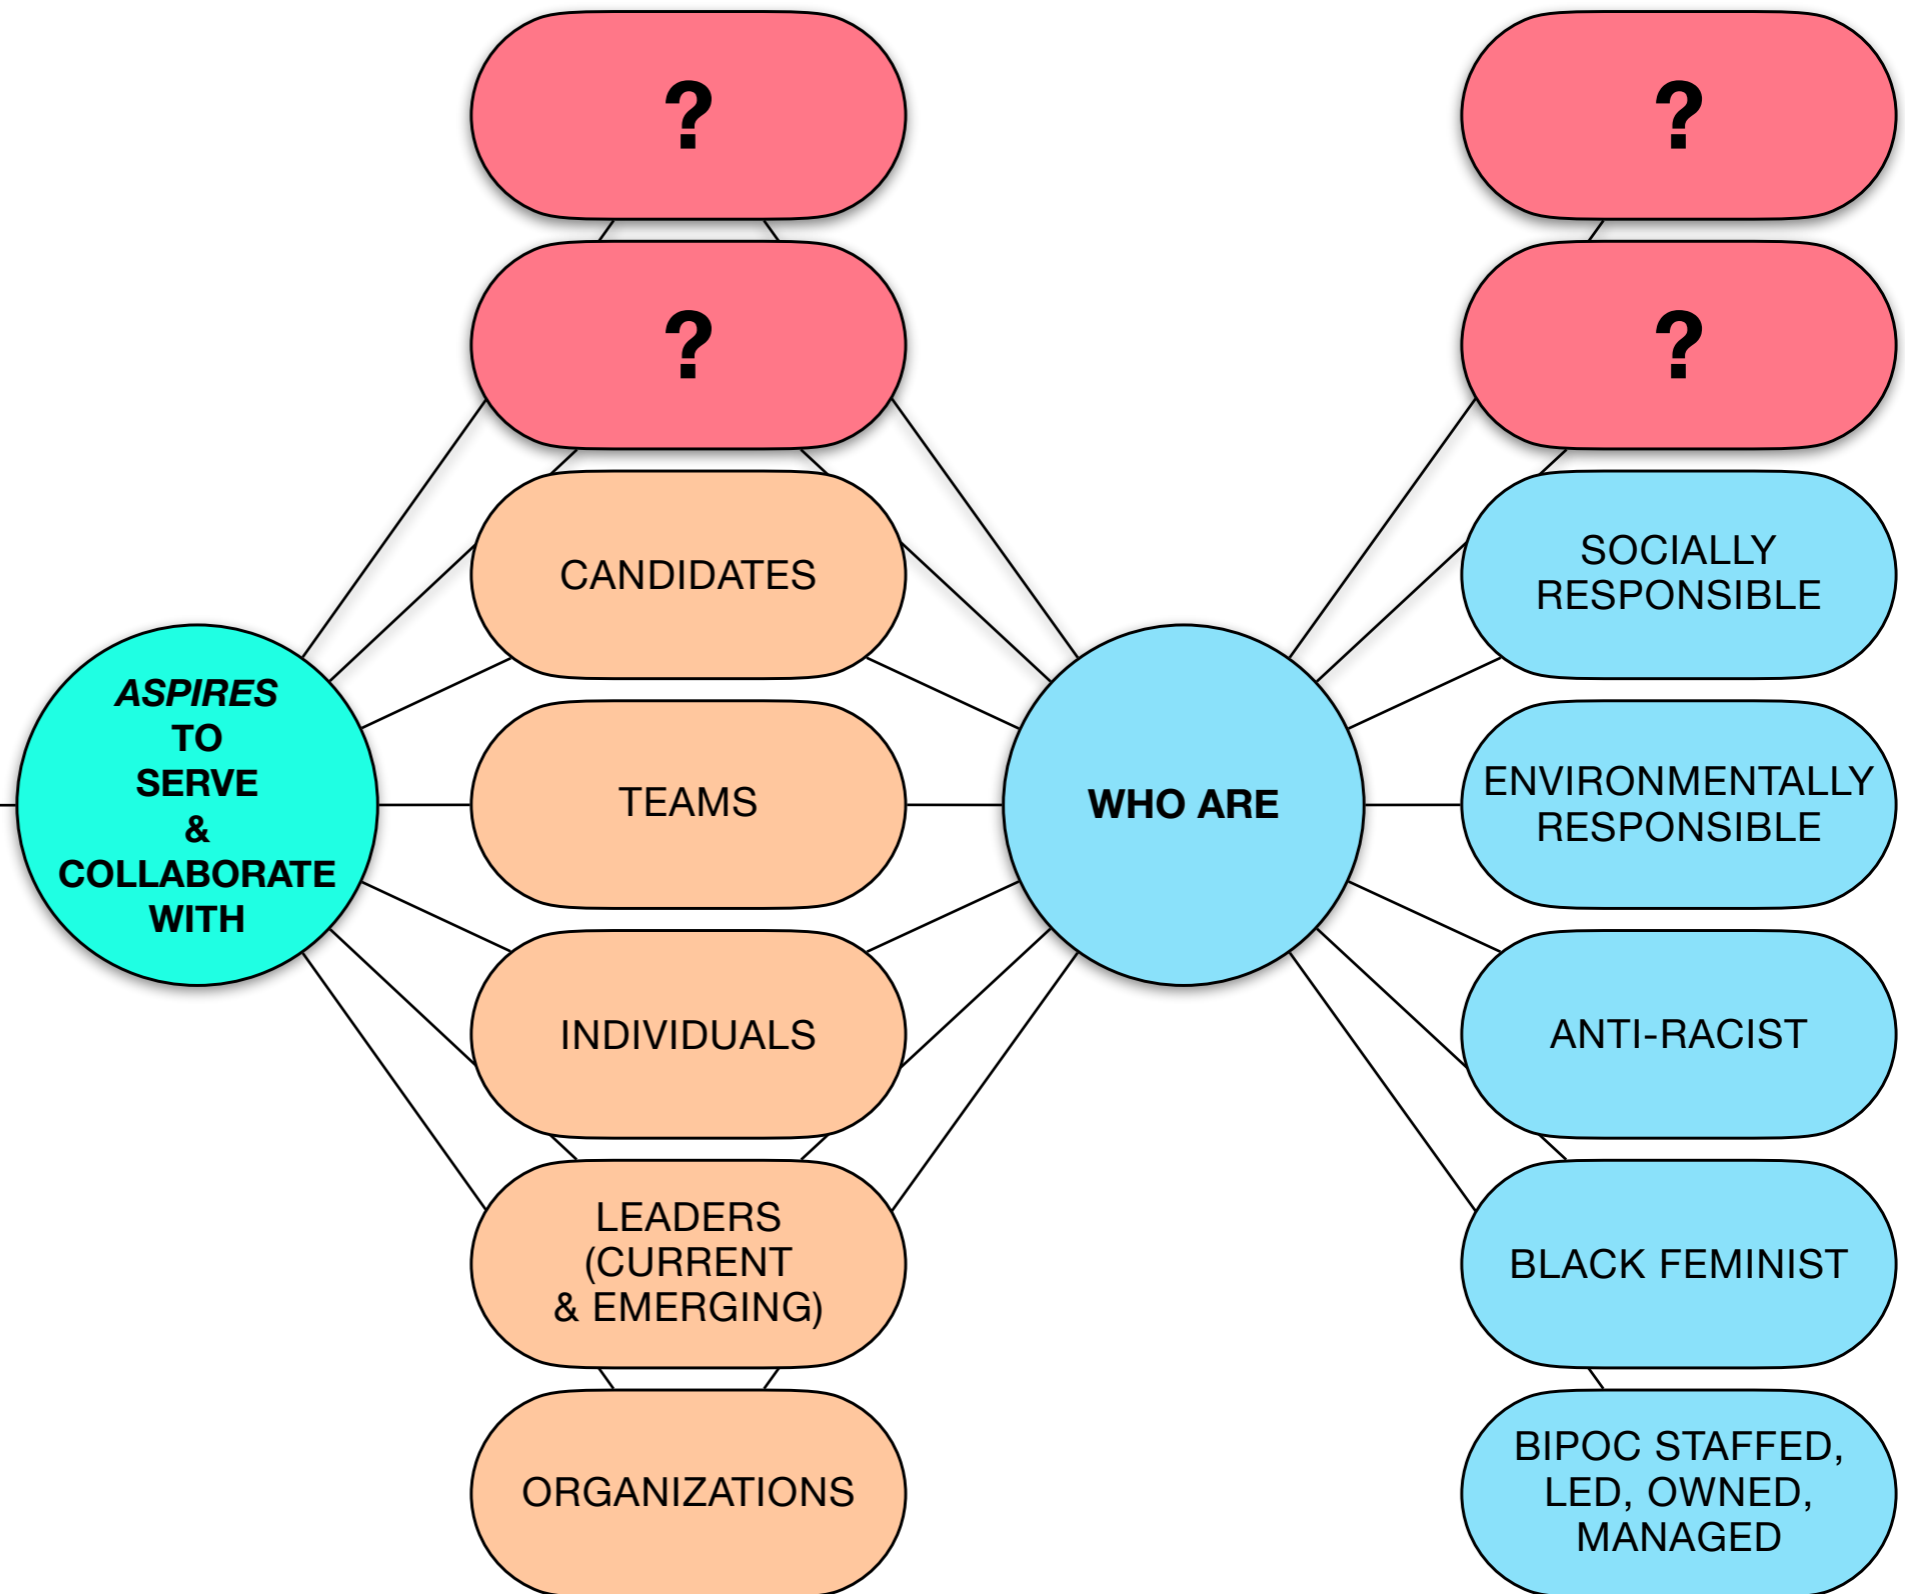 ASPIRES
TO
SERVE
&
COLLABORATE
WITH
?
?
CANDIDATES
TEAMS
INDIVIDUALS
LEADERS
(CURRENT
& EMERGING)
ORGANIZATIONS
WHO ARE
?
?
SOCIALLY
RESPONSIBLE
ENVIRONMENTALLY
RESPONSIBLE
ANTI-RACIST
BLACK FEMINIST
BIPOC STAFFED,
LED, OWNED,
MANAGED